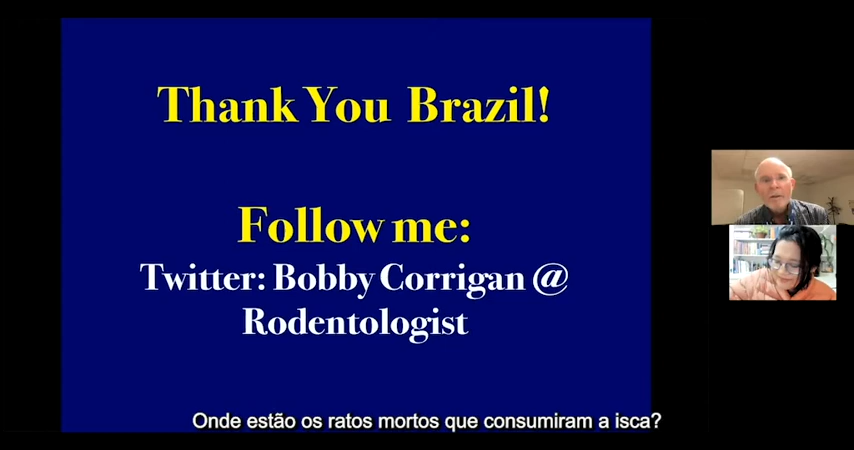 Thank You Brazil!
Follow me:
Twitter: Bobby Corrigan @
Rodentologist
Onde estão os ratos mortos que consumiram a isca?